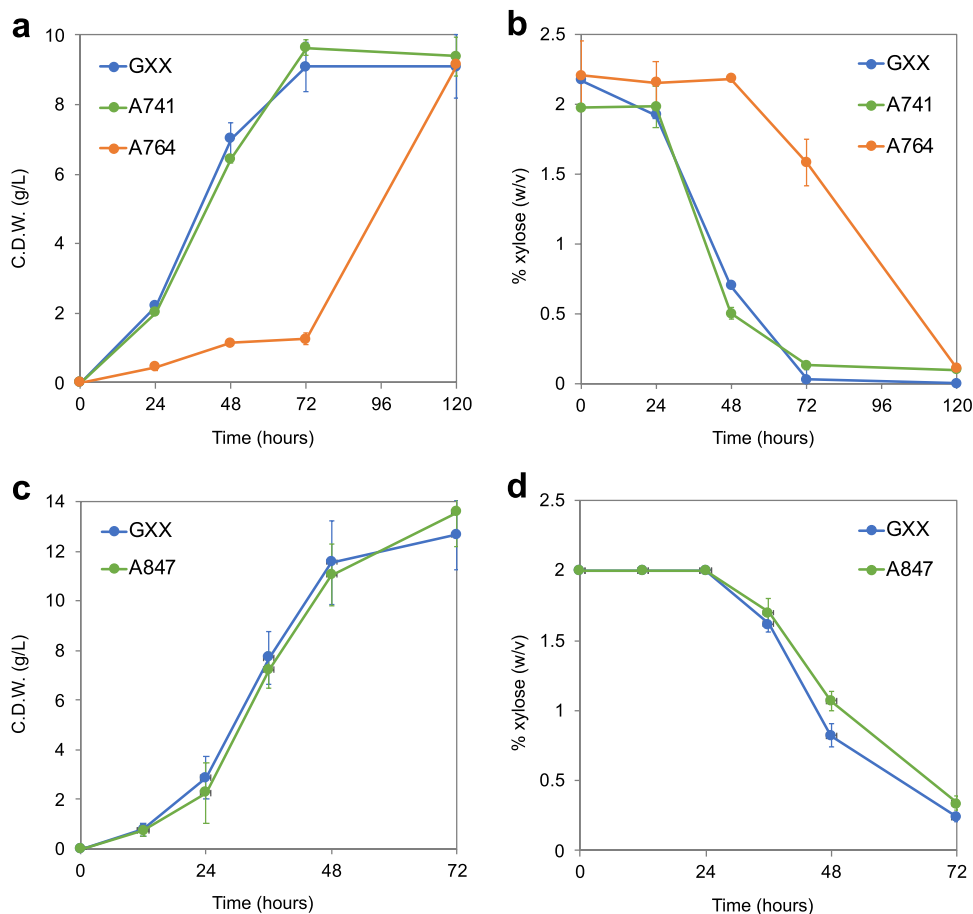 a
10
8
6
4
2
0
C.D.W. (g/L)
GXX
A741
A764
0 24 48 72 96 120
Time (hours)
b
2.5
2
1.5
1
0.5
0
% xylose (w/v)
GXX
A741
A764
0 24 48 72 96 120
Time (hours)
c
14
12
10
8
6
4
2
0
C.D.W. (g/L)
GXX
A847
0 24 48 72
Time (hours)
d
2.5
2
1.5
1
0.5
0
% xylose (w/v)
GXX
A847
0 24 48 72
Time (hours)